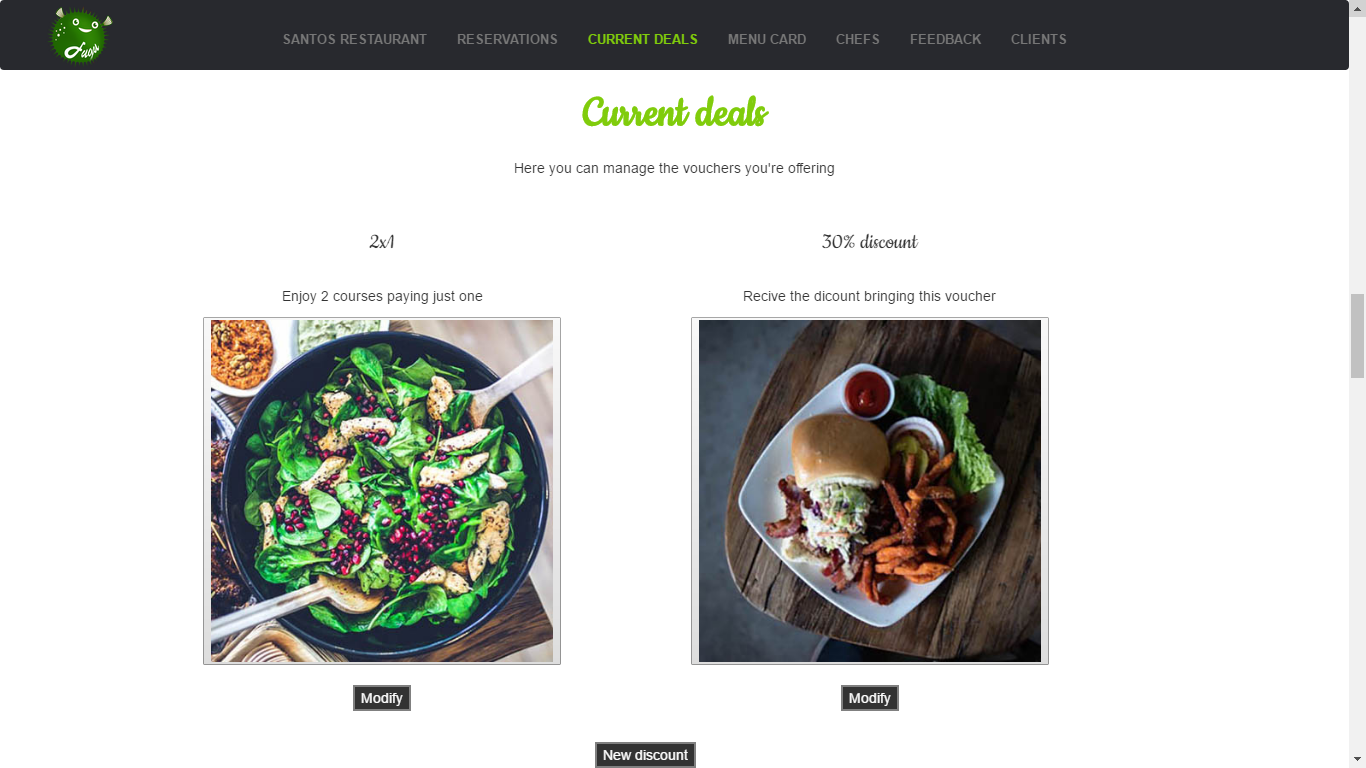 Fugu
SANTOS RESTAURANT RESERVATIONS CURRENT DEALS MENU CARD CHEFS FEEDBACK CLIENTS
Current deals
Here you can manage the vouchers you're offering
2x1
Enjoy 2 courses paying just one
Modify
30% discount
Recive the dicount bringing this voucher
Modify
New discount